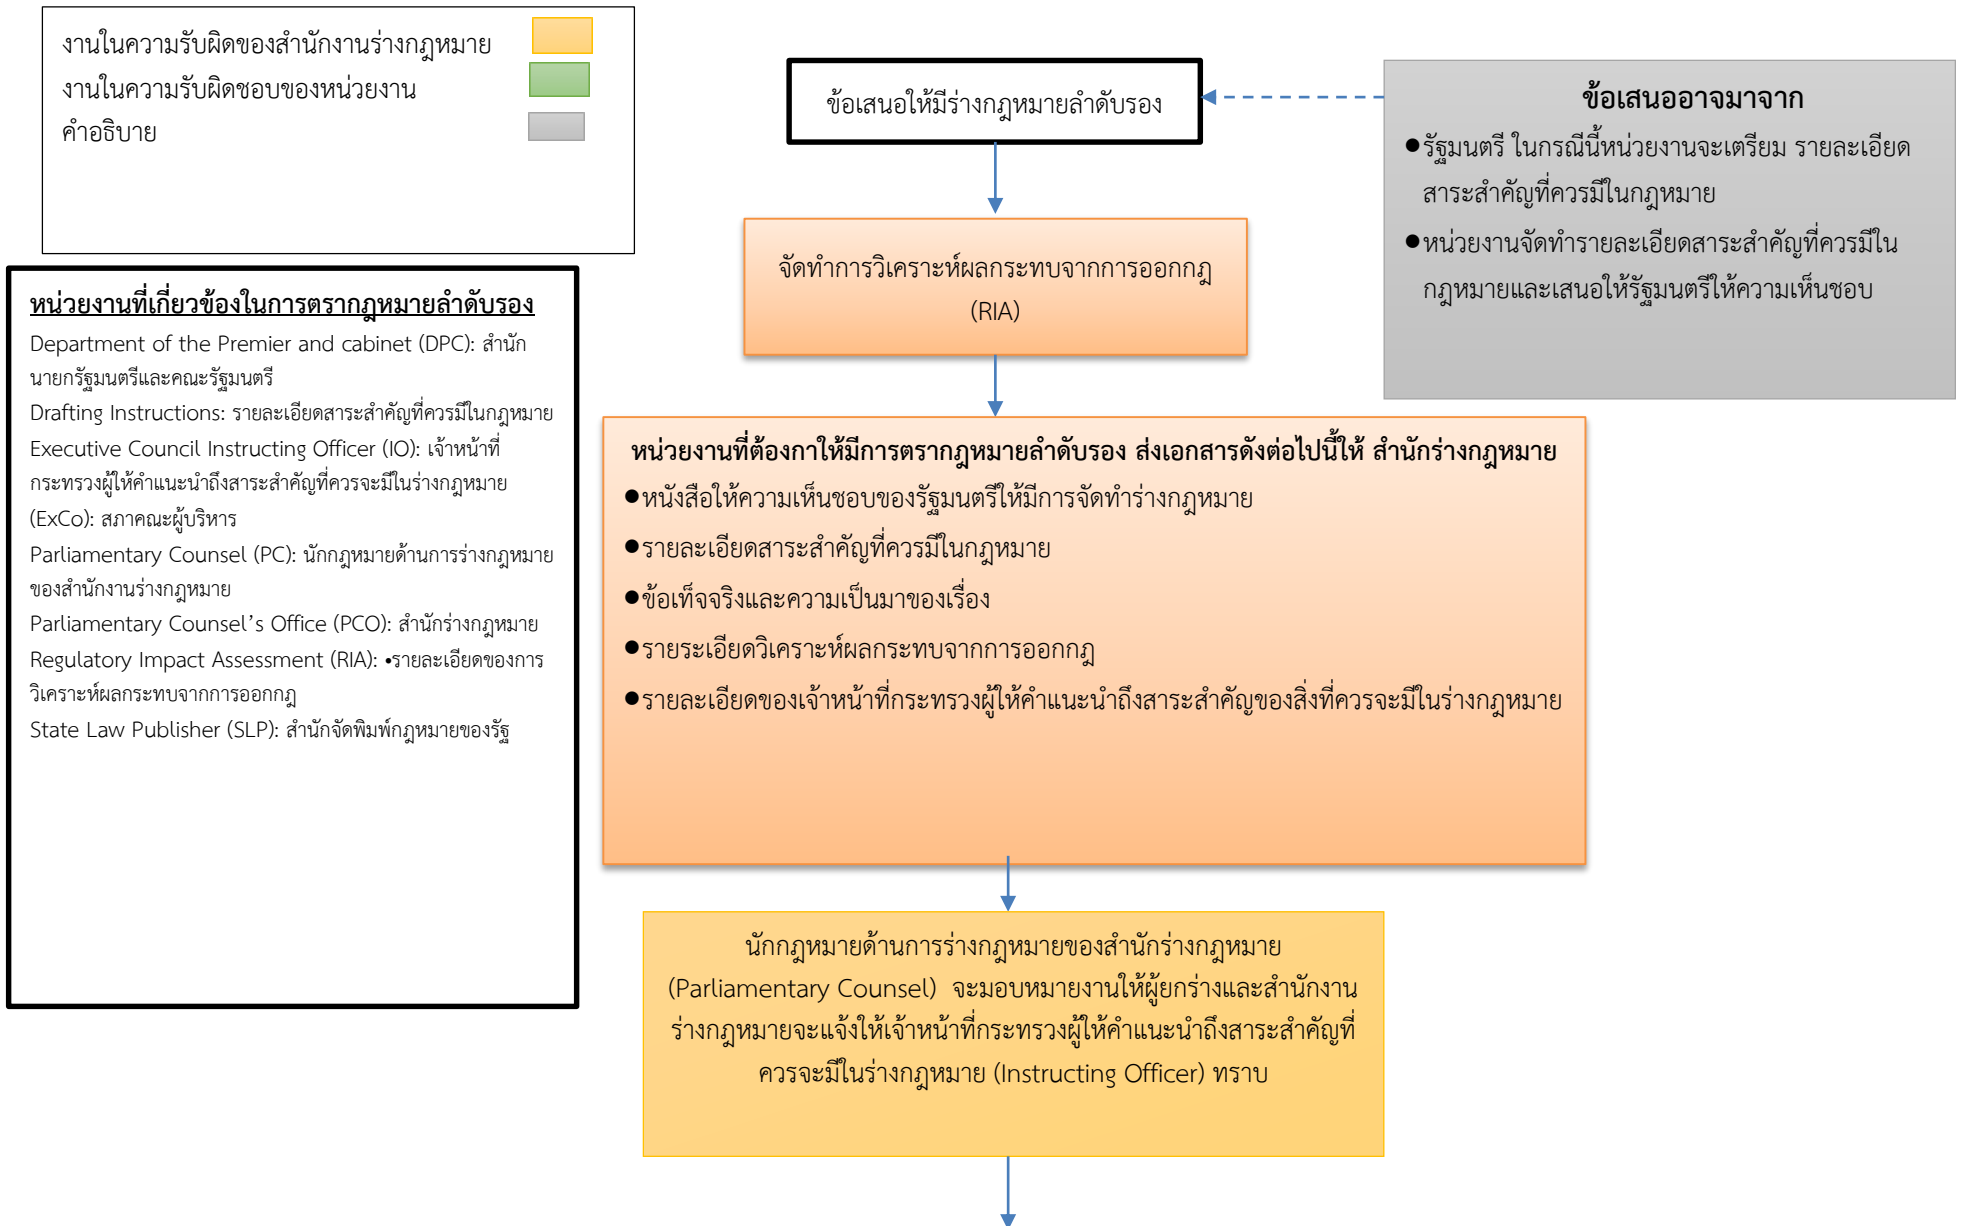 งานในความรับผิดของสำนักงานร่างกฎหมาย
งานในความรับผิดชอบของหน่วยงาน
คำอธิบาย
หน่วยงานที่เกี่ยวข้องในการตรากฎหมายลำดับรอง
Department of the Premier and cabinet (DPC): สำนัก
นายกรัฐมนตรีและคณะรัฐมนตรี
Drafting Instructions: รายละเอียดสาระสำคัญที่ควรมีในกฎหมาย
Executive Council Instructing Officer (IO): เจ้าหน้าที่
กระทรวงผู้ให้คำแนะนำถึงสาระสำคัญที่ควรจะมีในร่างกฎหมาย
(ExCo): สภาคณะผู้บริหาร
Parliamentary Counsel (PC): นักกฎหมายด้านการร่างกฎหมาย
ของสำนักงานร่างกฎหมาย
Parliamentary Counsel’s Office (PCO): สำนักร่างกฎหมาย
Regulatory Impact Assessment (RIA): •รายละเอียดของการ
วิเคราะห์ผลกระทบจากการออกกฎ
State Law Publisher (SLP): สำนักจัดพิมพ์กฎหมายของรัฐ
ข้อเสนอให้มีร่างกฎหมายลำดับรอง
ข้อเสนออาจมาจาก
●รัฐมนตรี ในกรณีนี้หน่วยงานจะเตรียม รายละเอียด
สาระสำคัญที่ควรมีในกฎหมาย
●หน่วยงานจัดทำรายละเอียดสาระสำคัญที่ควรมีใน
กฎหมายและเสนอให้รัฐมนตรีให้ความเห็นชอบ
จัดทำการวิเคราะห์ผลกระทบจากการออกกฎ
(RIA)
หน่วยงานที่ต้องกาให้มีการตรากฎหมายลำดับรอง ส่งเอกสารดังต่อไปนี้ให้ สำนักร่างกฎหมาย
●หนังสือให้ความเห็นชอบของรัฐมนตรีให้มีการจัดทำร่างกฎหมาย
●รายละเอียดสาระสำคัญที่ควรมีในกฎหมาย
●ข้อเท็จจริงและความเป็นมาของเรื่อง
●รายระเอียดวิเคราะห์ผลกระทบจากการออกกฎ
●รายละเอียดของเจ้าหน้าที่กระทรวงผู้ให้คำแนะนำถึงสาระสำคัญของสิ่งที่ควรจะมีในร่างกฎหมาย
นักกฎหมายด้านการร่างกฎหมายของสำนักร่างกฎหมาย
(Parliamentary Counsel) จะมอบหมายงานให้ผู้ยกร่างและสำนักงาน
ร่างกฎหมายจะแจ้งให้เจ้าหน้าที่กระทรวงผู้ให้คำแนะนำถึงสาระสำคัญที่
ควรจะมีในร่างกฎหมาย (Instructing Officer) ทราบ